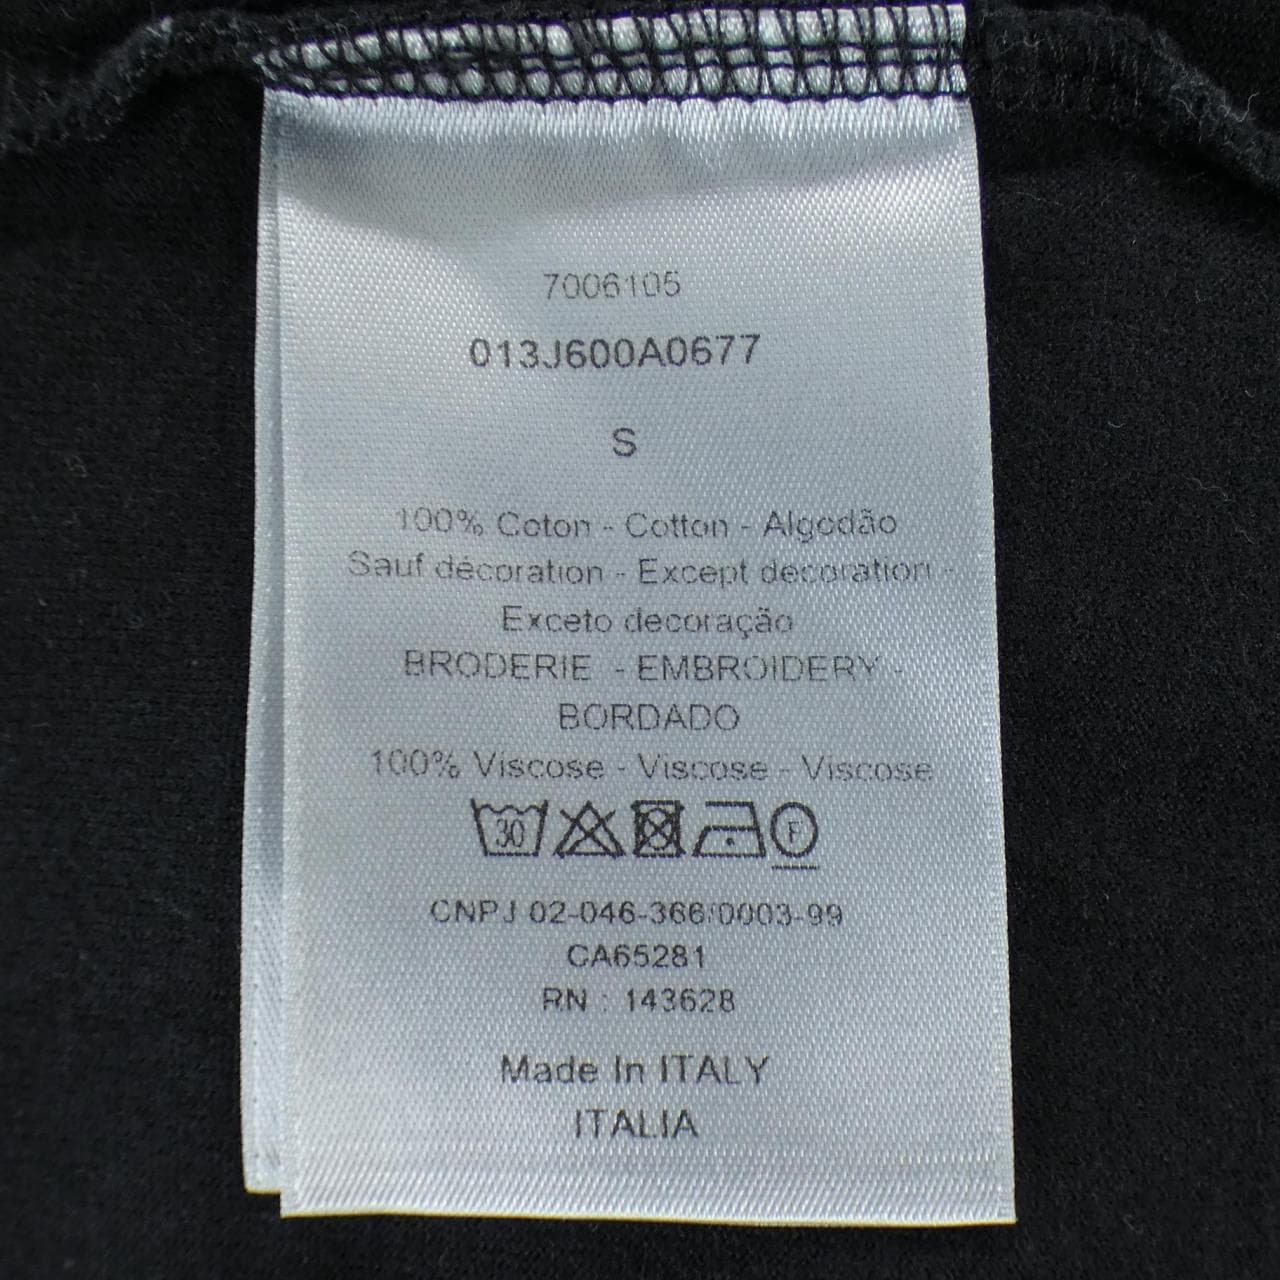 7006105
013J600A0677
S
100% Coton - Cotton - Algodão
Sauf décoration - Except decoration -
Exceto decoração
BRODERIE - EMBROIDERY -
BORDADO
100% Viscose - Viscose - Viscose
30 F
CNPJ 02-046-366/0003-99
CA65281
RN : 143628
Made In ITALY
ITALIA